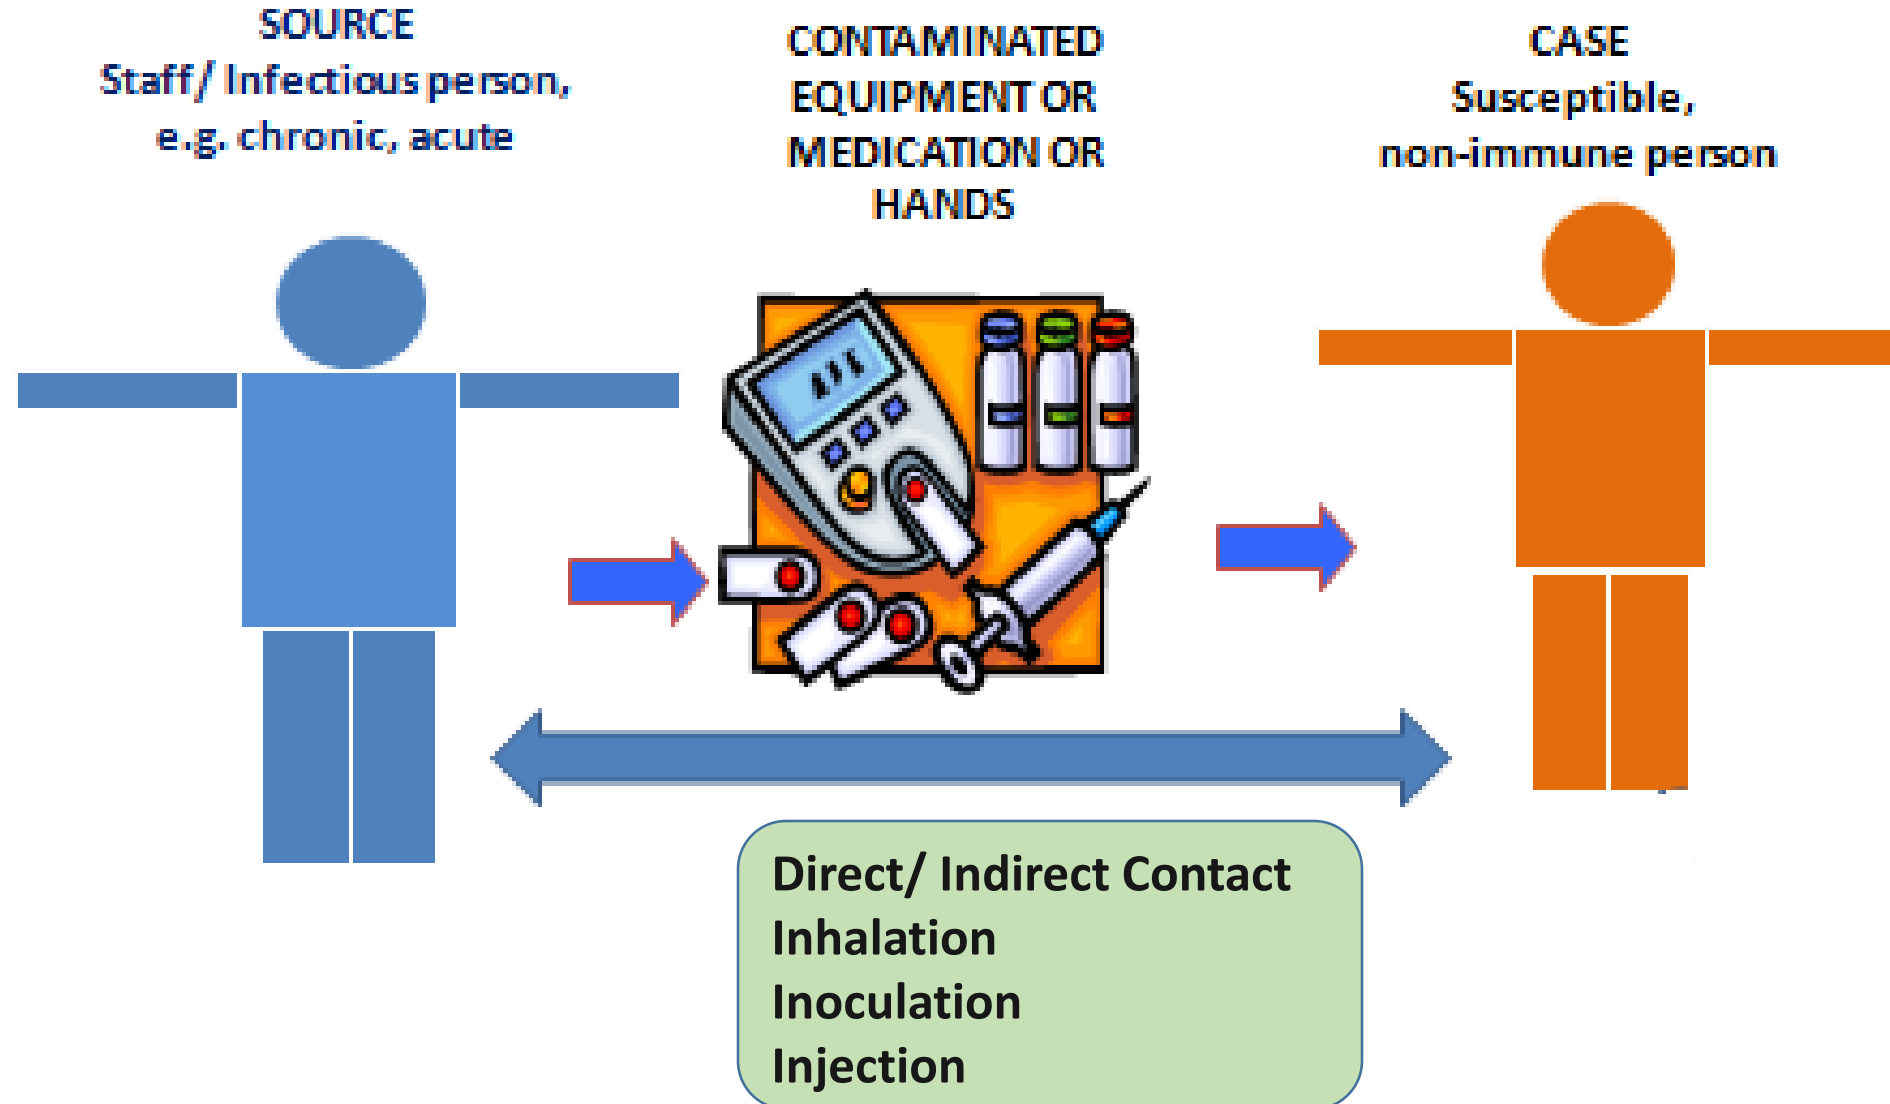 SOURCE
Staff/ Infectious person,
e.g. chronic, acute
CONTAMINATED
EQUIPMENT OR
MEDICATION OR
HANDS
CASE
Susceptible,
non-immune person
Direct/ Indirect Contact
Inhalation
Inoculation
Injection